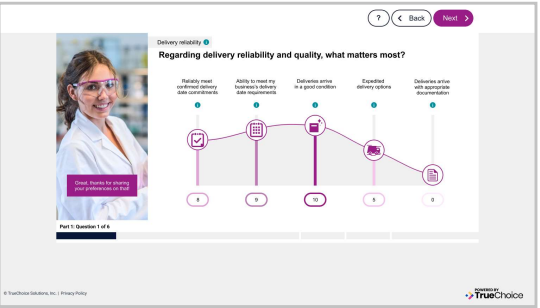 ?
Back
Next
Delivery reliability
Regarding delivery reliability and quality, what matters most?
Reliably meet
confirmed delivery
date commitments
Ability to meet my
business's delivery
date requirements
Deliveries arrive
in a good condition
Expedited
delivery options
Deliveries arrive
with appropriate
documentation
Great, thanks for sharing
your preferences on that!
8
9
10
5
0
Part 1: Question 1 of 6
© TrueChoice Solutions, Inc. | Privacy Policy
POWERED BY
TrueChoice